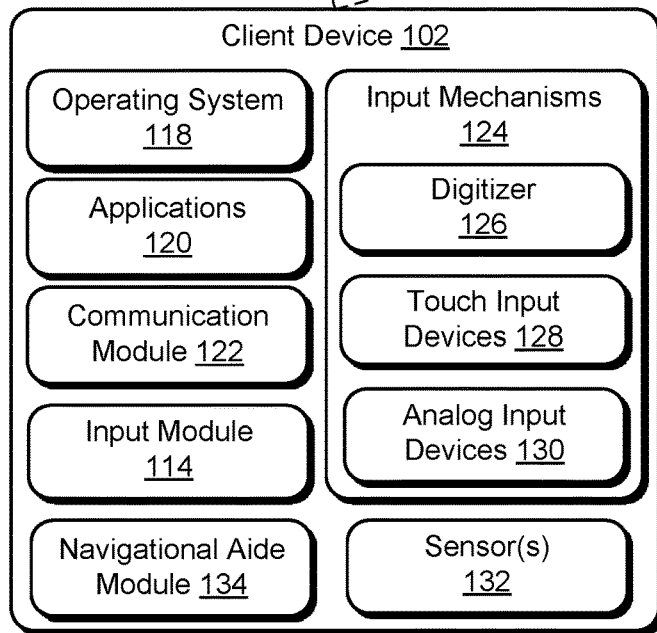 Client Device 102
Operating System
118
Applications
120
Communication
Module 122
Input Module
114
Navigational Aide
Module 134
Input Mechanisms
124
Digitizer
126
Touch Input
Devices 128
Analog Input
Devices 130
Sensor(s)
132